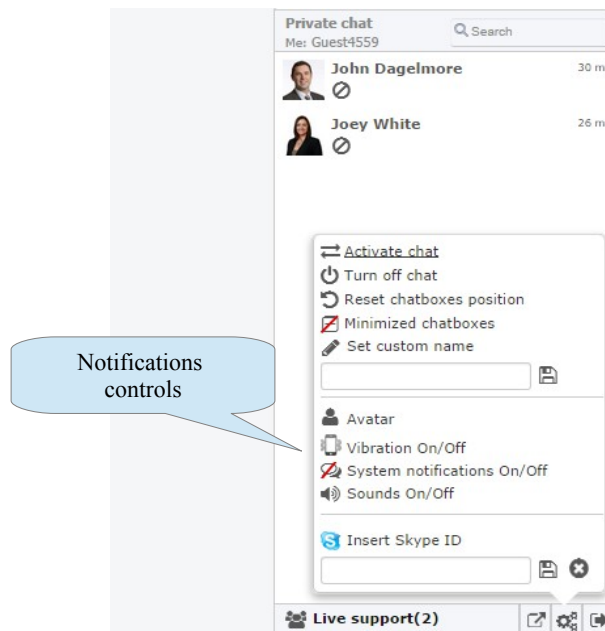 Private chat
Me: Guest4559
Search
John Dagelmore
30 m
Joey White
26 m
Activate chat
Turn off chat
Reset chatboxes position
Minimized chatboxes
Set custom name
Notifications
controls
Avatar
Vibration On/Off
System notifications On/Off
Sounds On/Off
Insert Skype ID
Live support(2)